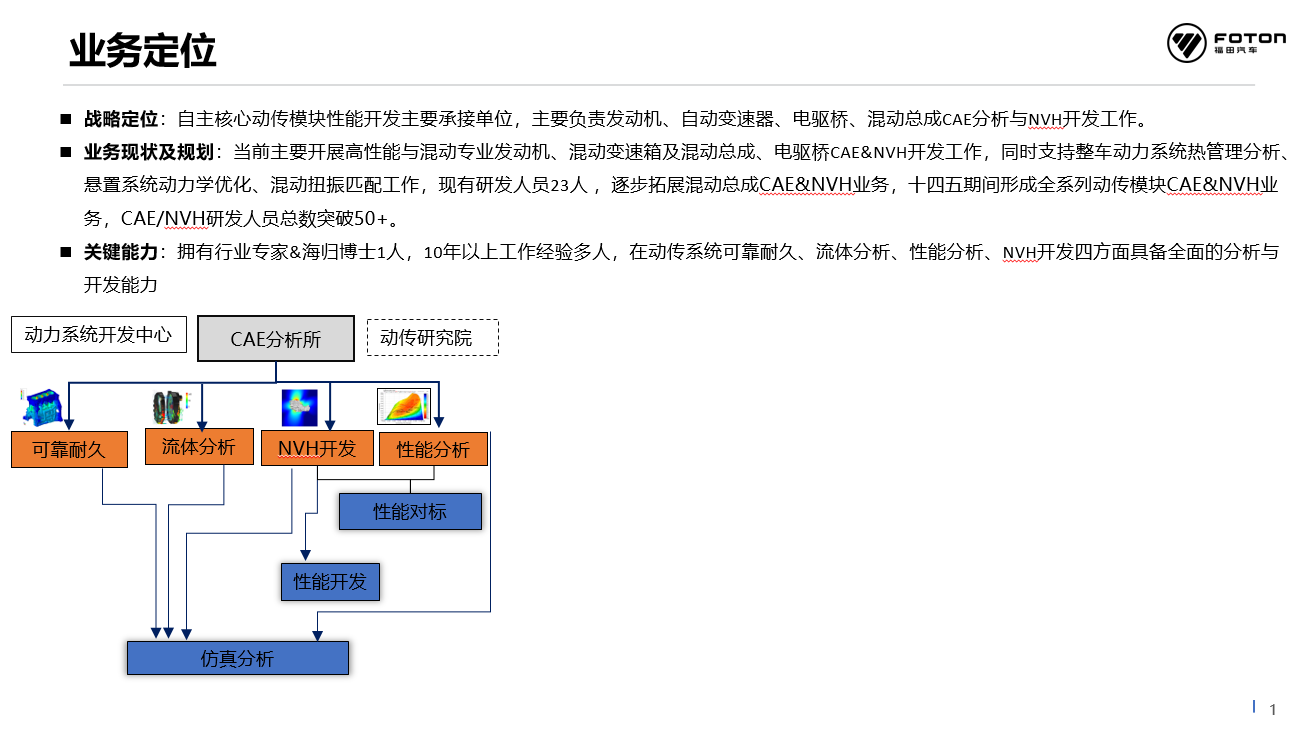 业务定位
FOTON
福田汽车
■ 战略定位：自主核心动传模块性能开发主要承接单位，主要负责发动机、自动变速器、电驱桥、混动总成CAE分析与NVH开发工作。
■ 业务现状及规划：当前主要开展高性能与混动专业发动机、混动变速箱及混动总成、电驱桥CAE&NVH开发工作，同时支持整车动力系统热管理分析、
悬置系统动力学优化、混动扭振匹配工作，现有研发人员23人 ，逐步拓展混动总成CAE&NVH业务，十四五期间形成全系列动传模块CAE&NVH业
务，CAE/NVH研发人员总数突破50+。
■ 关键能力：拥有行业专家&海归博士1人，10年以上工作经验多人，在动传系统可靠耐久、流体分析、性能分析、NVH开发四方面具备全面的分析与
开发能力
动力系统开发中心
CAE分析所
动传研究院
可靠耐久
流体分析
NVH开发
性能分析
性能对标
性能开发
仿真分析
1